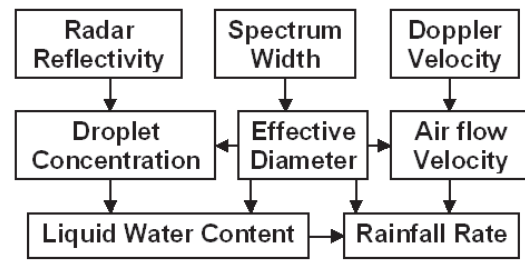 Radar
Reflectivity
Spectrum
Width
Doppler
Velocity
Droplet
Concentration
Effective
Diameter
Air flow
Velocity
Liquid Water Content
Rainfall Rate